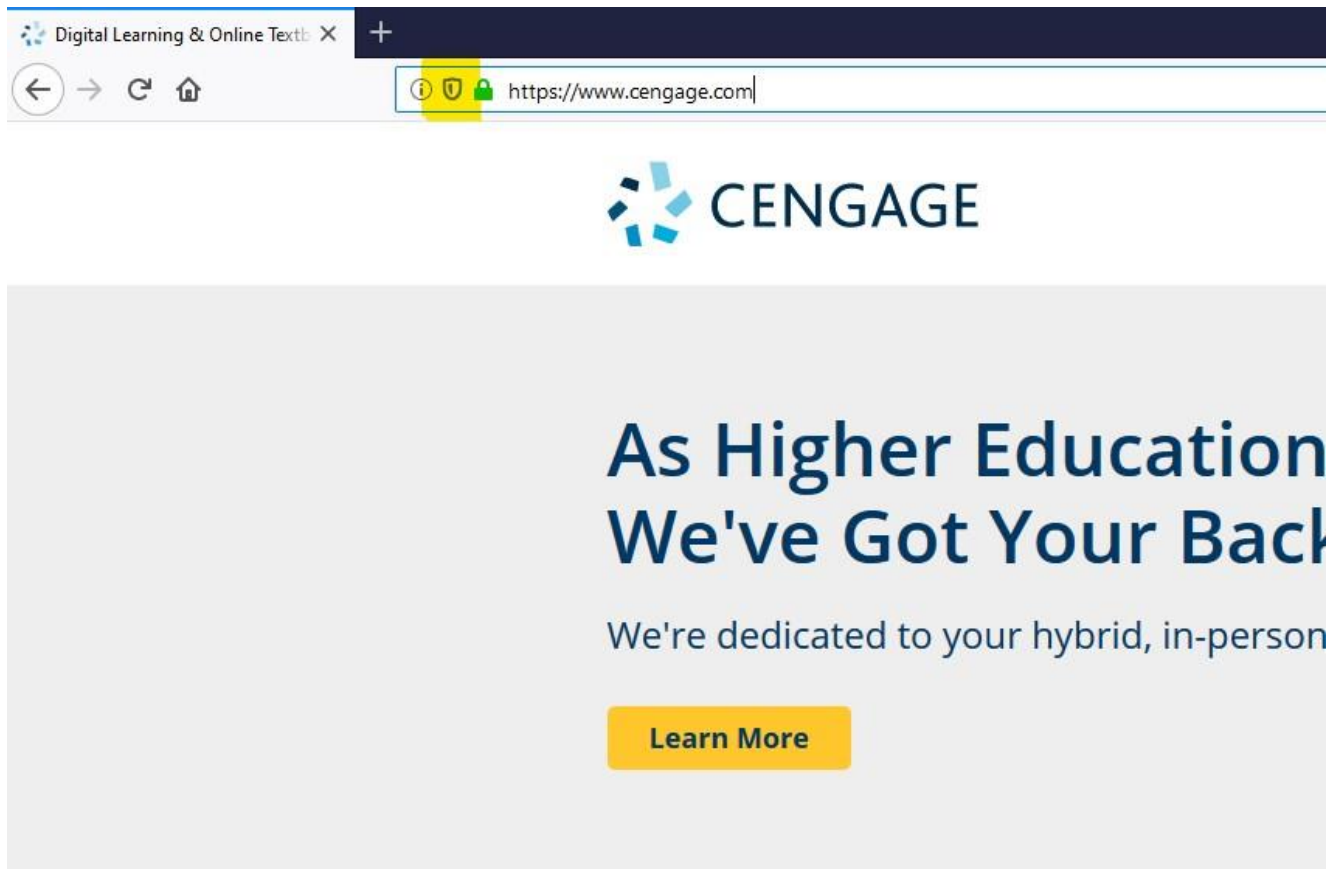 Digital Learning & Online Textb
https://www.cengage.com
CENGAGE
As Higher Education
We've Got Your Back
We're dedicated to your hybrid, in-person
Learn More